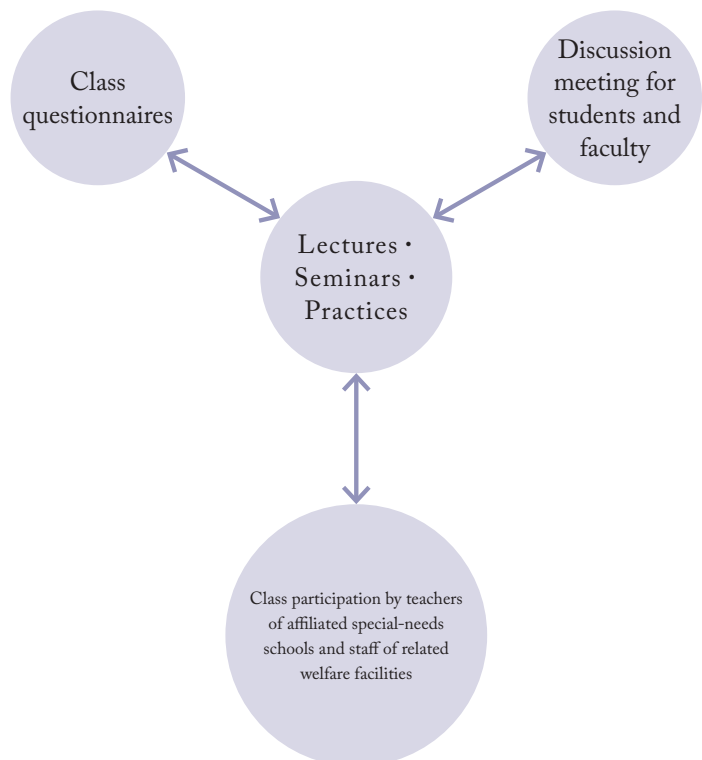 Class
questionnaires
Discussion
meeting for
students and
faculty
Lectures・
Seminars・
Practices
Class participation by teachers
of affiliated special-needs
schools and staff of related
welfare facilities